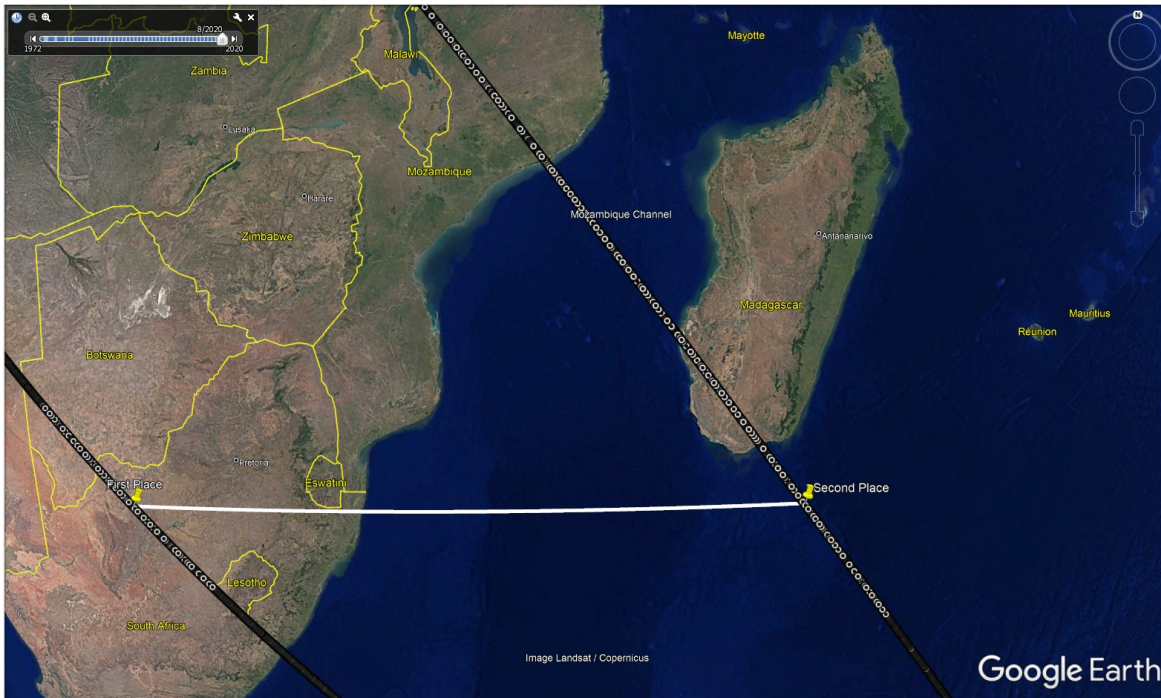 8/2020
1972
2020
N
Mayotte
Malawi
Zambia
Lusaka
Mozambique
Harare
Mozambique Channel
Zimbabwe
Antananarivo
Madagascar
Mauritius
Réunion
Botswana
Pretoria
First Place
Eswatini
Second Place
Lesotho
South Africa
Image Landsat / Copernicus
Google Earth